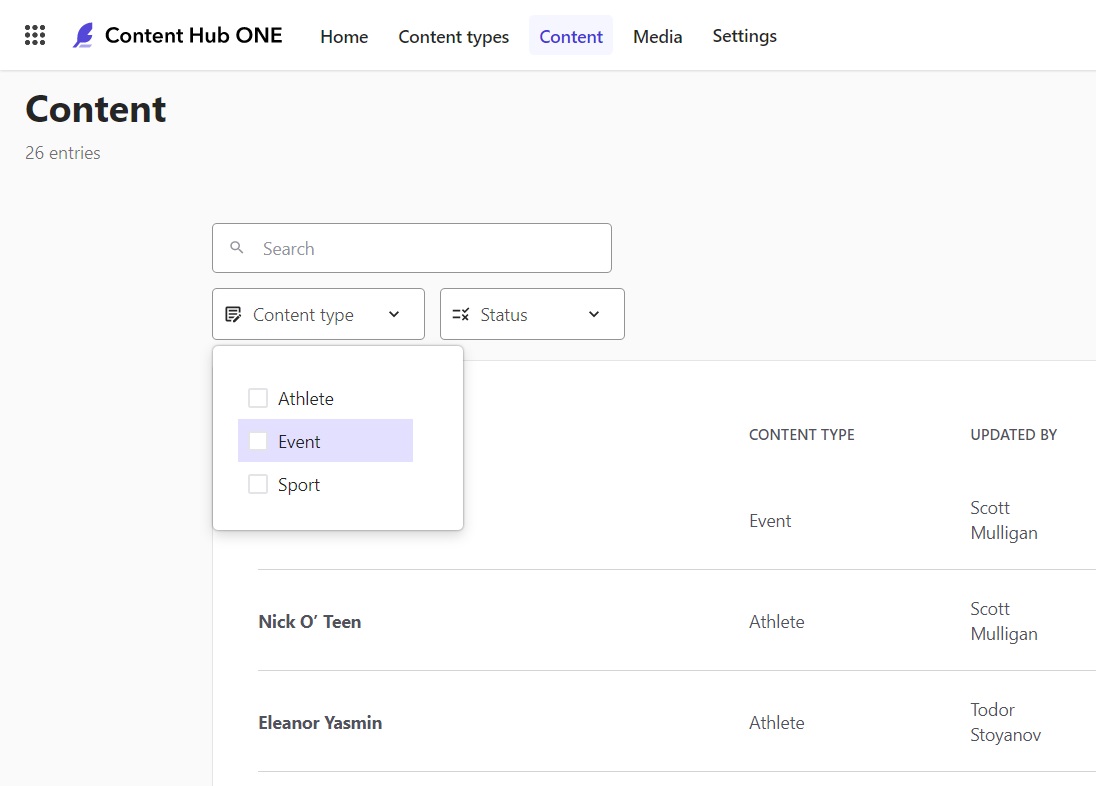 Content Hub ONE Home Content types Content Media Settings
Content
26 entries
Search
Content type Status
Athlete
Event
Sport
CONTENT TYPE UPDATED BY
Event Scott Mulligan
Nick O’ Teen Athlete Scott Mulligan
Eleanor Yasmin Athlete Todor Stoyanov